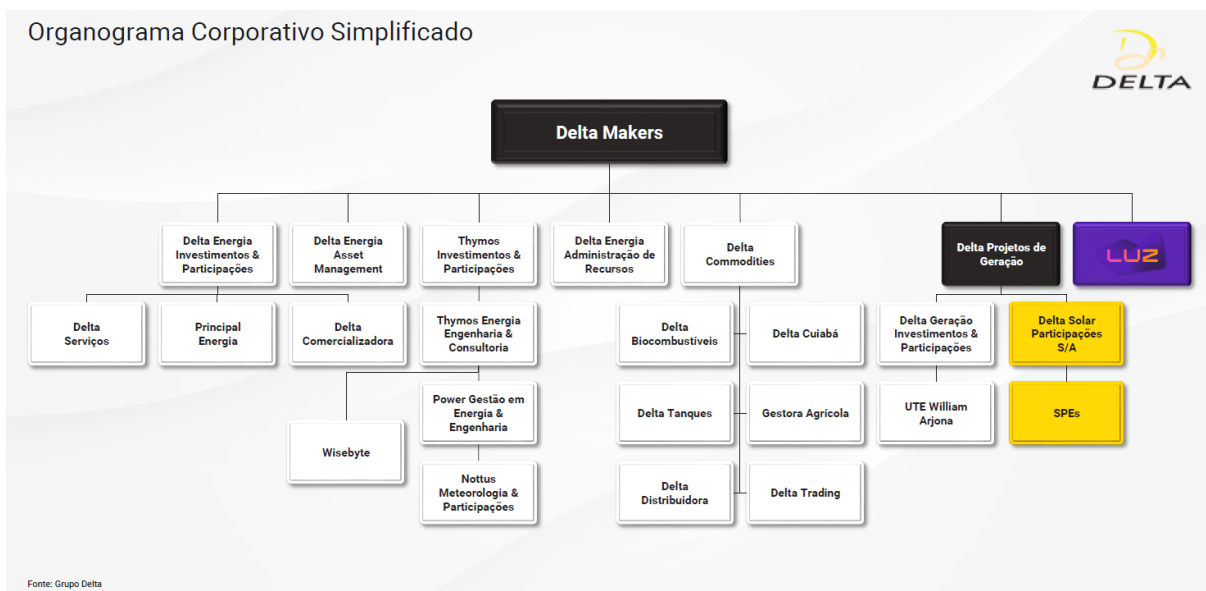 Organograma Corporativo Simplificado
DELTA
Delta Makers
Delta Energia
Investimentos &
Participações
Delta Energia
Asset
Management
Thymos
Investimentos &
Participações
Delta Energia
Administração de
Recursos
Delta
Commodities
Delta Projetos de
Geração
LUZ
Delta
Serviços
Principal
Energia
Delta
Comercializadora
Thymos Energia
Engenharia &
Consultoria
Delta
Biocombustíveis
Delta Cuiabá
Delta Geração
Investimentos &
Participações
Delta Solar
Participações
S/A
Wisebyte
Power Gestão em
Energia &
Engenharia
Delta Tanques
Gestora Agrícola
UTE William
Arjona
SPEs
Nottus
Meteorologia &
Participações
Delta
Distribuidora
Delta Trading
Fonte: Grupo Delta